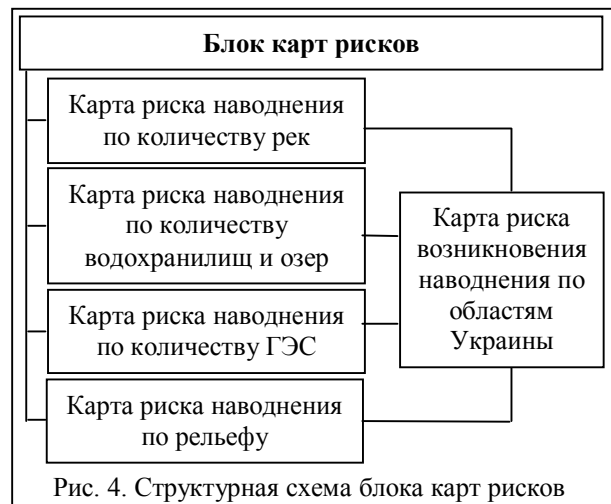 Блок карт рисков
Карта риска наводнения
по количеству рек
Карта риска наводнения
по количеству
водохранилищ и озер
Карта риска наводнения
по количеству ГЭС
Карта риска наводнения
по рельефу
Карта риска
возникновения
наводнения по
областям
Украины
Рис. 4. Структурная схема блока карт рисков